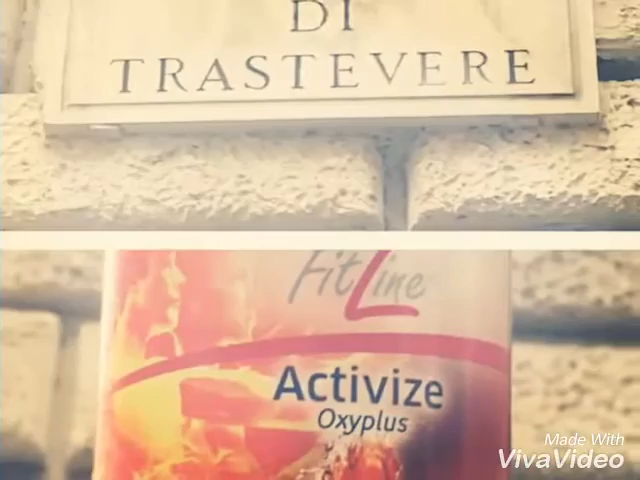 DI
TRASTEVERE
FitLine
Activize
Oxyplus
Made With
VivaVideo